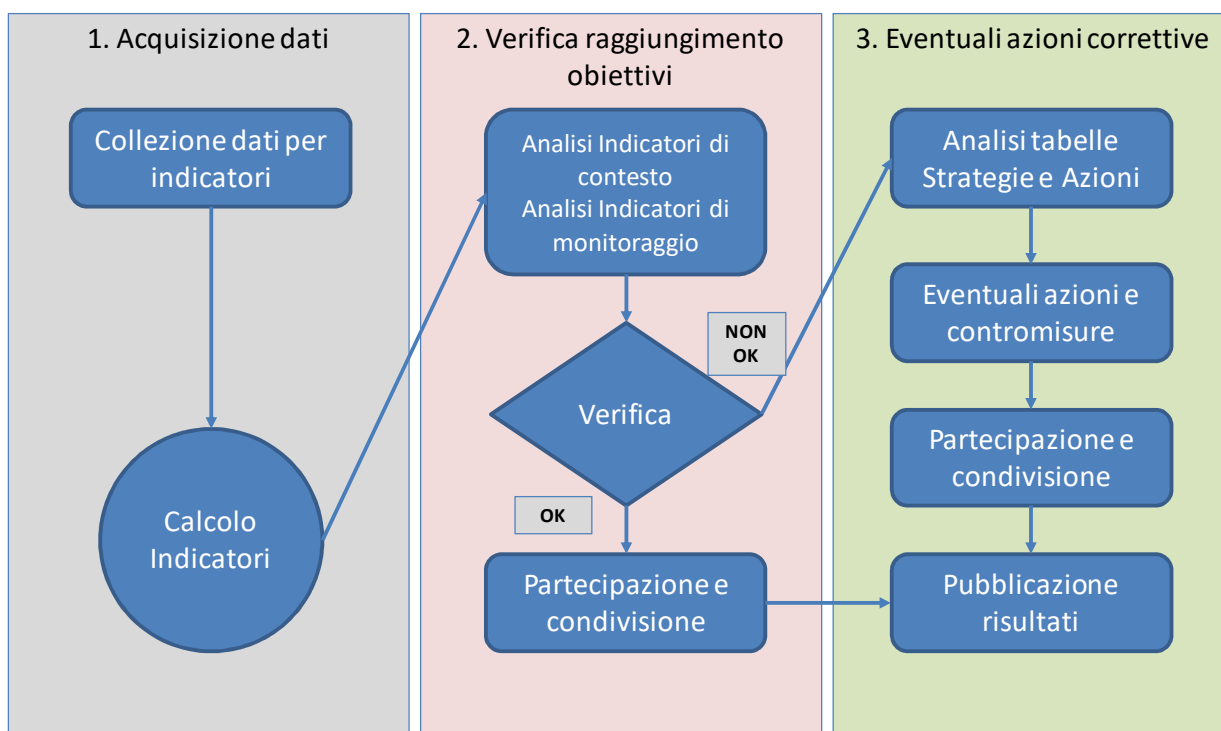 1. Acquisizione dati
Collezione dati per
indicatori
Calcolo
Indicatori
2. Verifica raggiungimento
obiettivi
Analisi Indicatori di
contesto
Analisi Indicatori di
monitoraggio
NON
OK
Verifica
OK
Partecipazione e
condivisione
3. Eventuali azioni correttive
Analisi tabelle
Strategie e Azioni
Eventuali azioni e
contromisure
Partecipazione e
condivisione
Pubblicazione
risultati